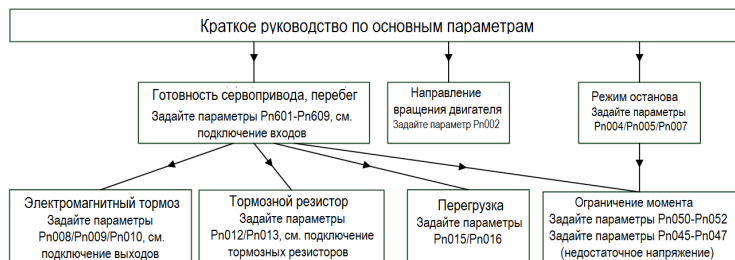 Краткое руководство по основным параметрам
Готовность сервопривода, перебег
Задайте параметры Pn601-Pn609, см.
подключение входов
Направление
вращения двигателя
Задайте параметр Pn002
Режим останова
Задайте параметры
Pn004/Pn005/Pn007
Электромагнитный тормоз
Задайте параметры
Pn008/Pn009/Pn010, см.
подключение выходов
Тормозной резистор
Задайте параметры
Pn012/Pn013, см. подключение
тормозных резисторов
Перегрузка
Задайте параметры
Pn015/Pn016
Ограничение момента
Задайте параметры Pn050-Pn052
Задайте параметры Pn045-Pn047
(недостаточное напряжение)